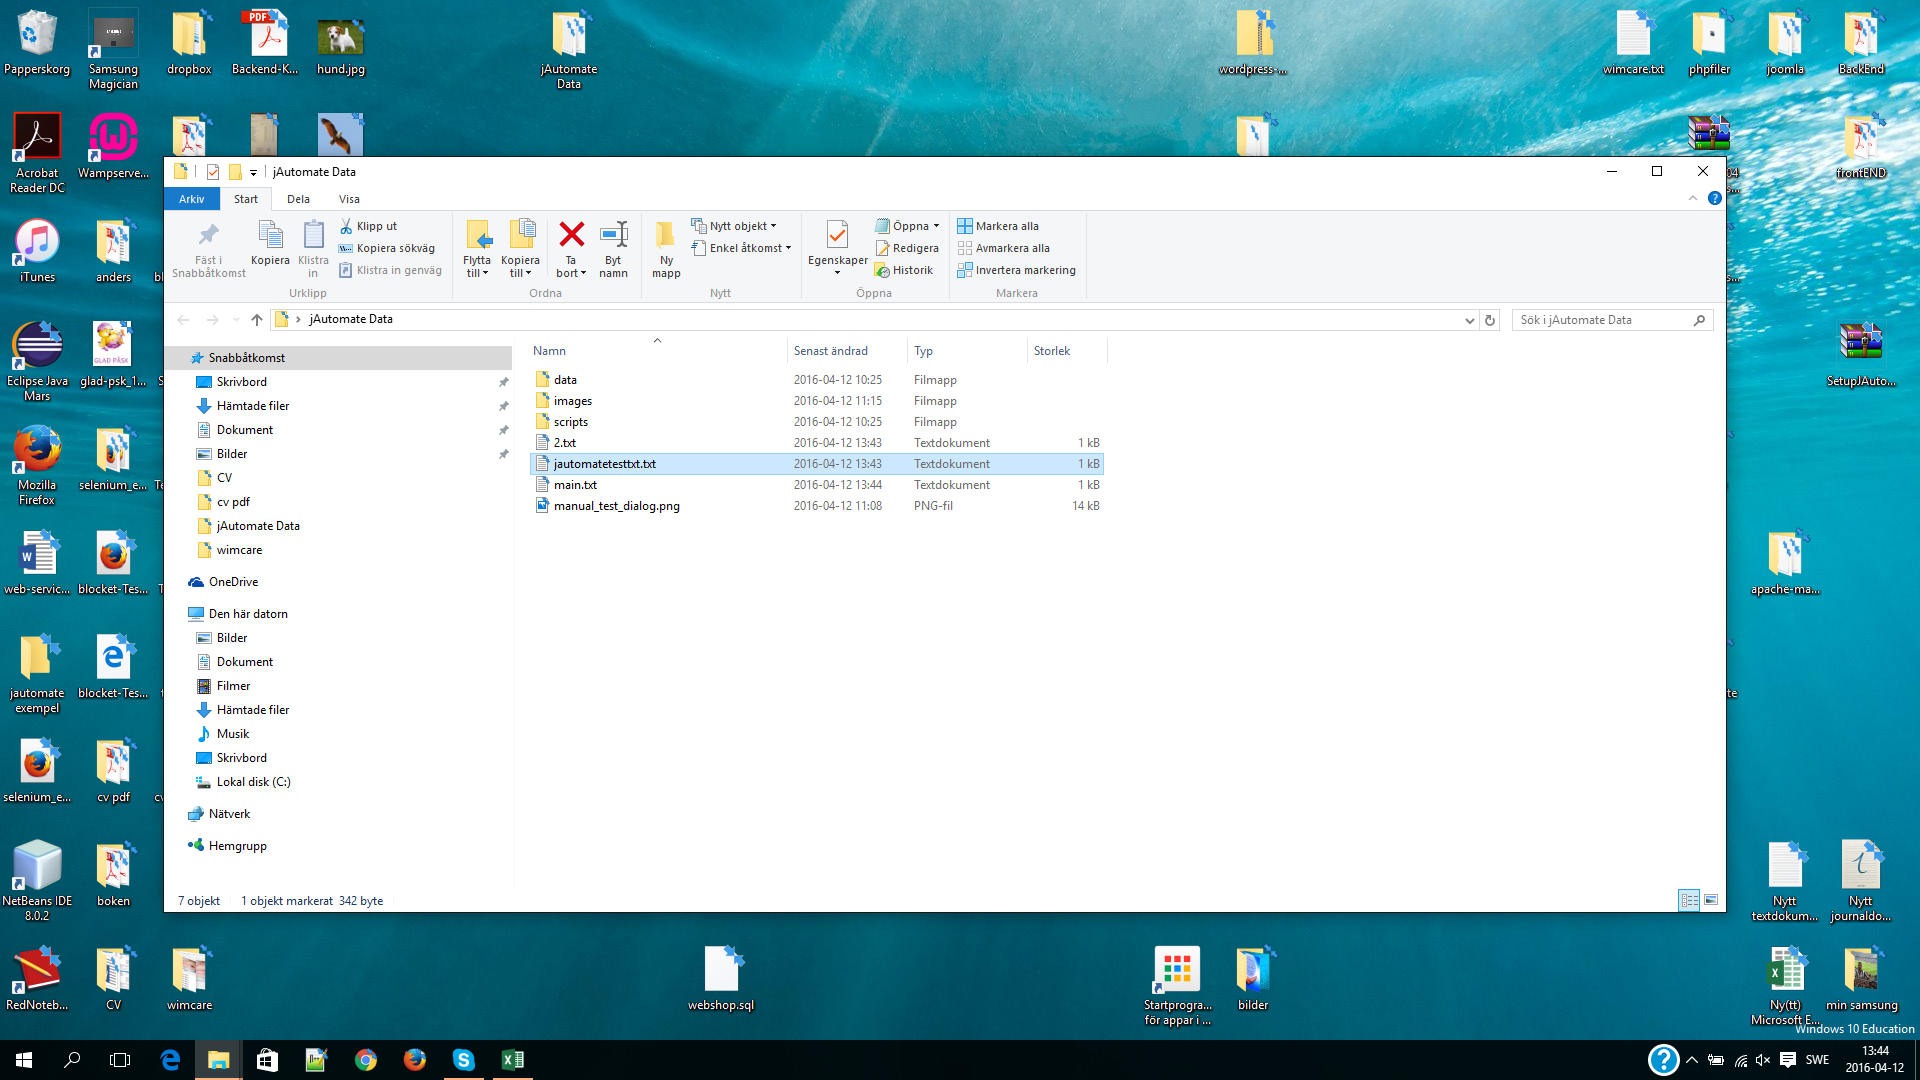 Papperskorg
Samsung
Magician
dropbox
Backend-K...
hund.jpg
jAutomate
Data
wordpress-...
wimcare.txt
phpfiler
joomla
BackEnd
Acrobat
Reader DC
Wampserve...
frontEND
jAutomate Data
Arkiv
Start
Dela
Visa
Fäst i
Snabbåtkomst
Kopiera
Klistra
in
Klipp ut
Kopiera sökväg
Klistra in genväg
Urklipp
Flytta
till
Kopiera
till
Ta
bort
Byt
namn
Ordna
Ny
mapp
Nytt objekt
Enkel åtkomst
Nytt
Egenskaper
Öppna
Redigera
Historik
Öppna
Markera alla
Avmarkera alla
Invertera markering
Markera
jAutomate Data
Sök i jAutomate Data
Snabbåtkomst
Skrivbord
Hämtade filer
Dokument
Bilder
CV
cv pdf
jAutomate Data
wimcare
OneDrive
Den här datorn
Bilder
Dokument
Filmer
Hämtade filer
Musik
Skrivbord
Lokal disk (C:)
Nätverk
Hemgrupp
Namn Senast ändrad Typ Storlek
data 2016-04-12 10:25 Filmapp
images 2016-04-12 11:15 Filmapp
scripts 2016-04-12 10:25 Filmapp
2.txt 2016-04-12 13:43 Textdokument 1 kB
jautomatetesttxt.txt 2016-04-12 13:43 Textdokument 1 kB
main.txt 2016-04-12 13:44 Textdokument 1 kB
manual_test_dialog.png 2016-04-12 11:08 PNG-fil 14 kB
7 objekt 1 objekt markerat 342 byte
iTunes
anders
Eclipse Java
Mars
GLAD PÅSK
glad-psk_1...
SetupJAuto...
Mozilla
Firefox
selenium_e...
web-servic...
blocket-Tes...
apache-ma...
jautomate
exempel
blocket-Tes...
selenium_e...
cv pdf
NetBeans IDE
8.0.2
boken
Nytt
textdokum...
Nytt
journaldo...
RedNoteb...
CV
wimcare
webshop.sql
Startprogra...
för appar i ...
bilder
Ny(tt)
Microsoft E...
min samsung
Windows 10 Education
SWE
13:44
2016-04-12